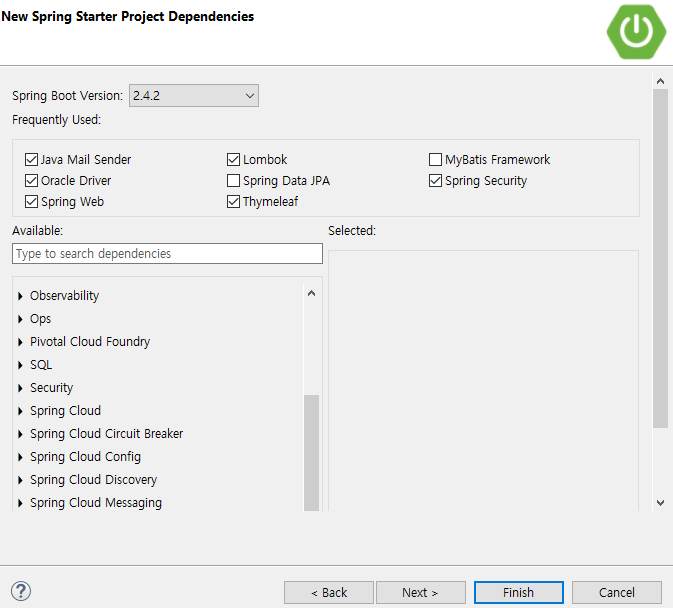 New Spring Starter Project Dependencies
Spring Boot Version: 2.4.2
Frequently Used:
Java Mail Sender Lombok MyBatis Framework
Oracle Driver Spring Data JPA Spring Security
Spring Web Thymeleaf
Available: Selected:
Type to search dependencies
Observability
Ops
Pivotal Cloud Foundry
SQL
Security
Spring Cloud
Spring Cloud Circuit Breaker
Spring Cloud Config
Spring Cloud Discovery
Spring Cloud Messaging
? < Back Next > Finish Cancel